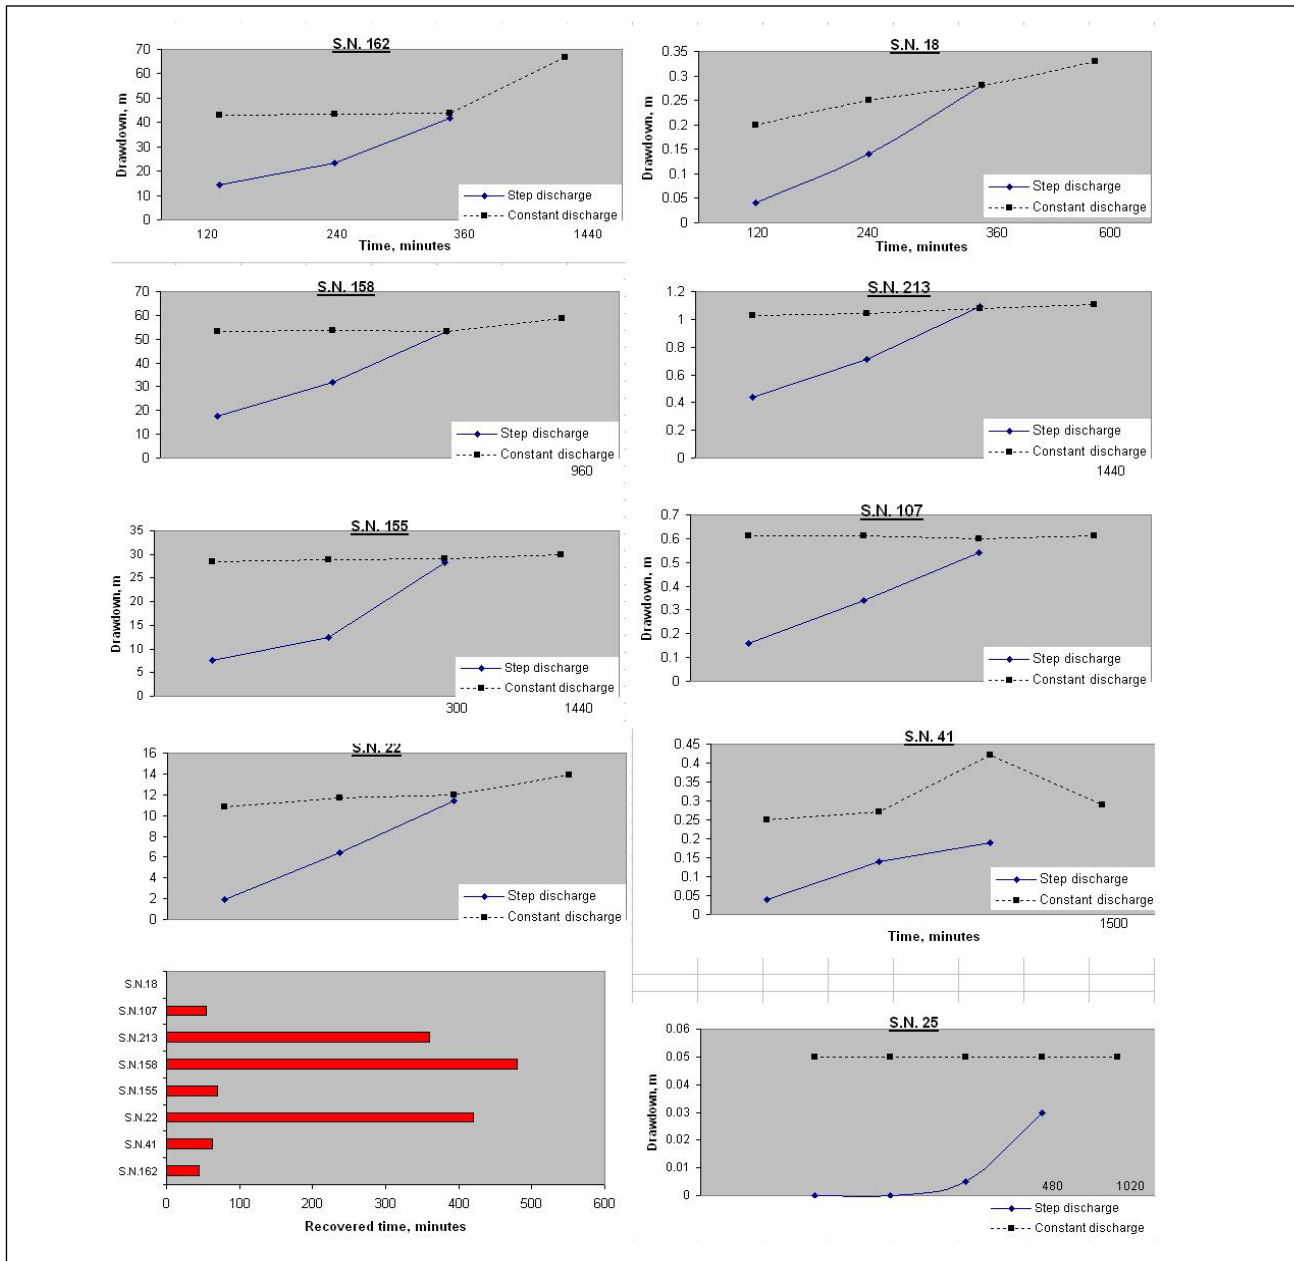 S.N. 162
70
60
50
40
30
20
10
0
Drawdown, m
Step discharge
Constant discharge
120 240 360 1440
Time, minutes
S.N. 18
0.35
0.3
0.25
0.2
0.15
0.1
0.05
0
Drawdown, m
Step discharge
Constant discharge
120 240 360 600
Time, minutes
S.N. 158
70
60
50
40
30
20
10
0
Step discharge
Constant discharge
960
S.N. 213
1.2
1
0.8
0.6
0.4
0.2
0
Step discharge
Constant discharge
1440
S.N. 155
35
30
25
20
15
10
5
0
Drawdown, m
Step discharge
Constant discharge
300 1440
S.N. 107
0.7
0.6
0.5
0.4
0.3
0.2
0.1
0
Drawdown, m
Step discharge
Constant discharge
S.N. 22
16
14
12
10
8
6
4
2
0
Step discharge
Constant discharge
S.N. 41
0.45
0.4
0.35
0.3
0.25
0.2
0.15
0.1
0.05
0
Step discharge
Constant discharge
1500
Time, minutes
S.N.18
S.N.107
S.N.213
S.N.158
S.N.155
S.N.22
S.N.41
S.N.162
0 100 200 300 400 500 600
Recovered time, minutes
S.N. 25
0.06
0.05
0.04
0.03
0.02
0.01
0
Drawdown, m
480 1020
Step discharge
Constant discharge